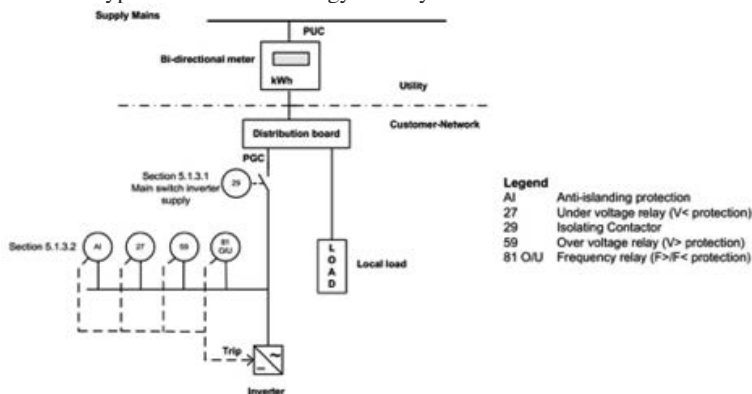 Supply Mains
PUC
Bi-directional meter
kWh
Utility
Distribution board
Customer-Network
PGC
Section 5.1.3.1
Main switch inverter
supply
29
Section 5.1.3.2
AI
27
59
81
O/U
L
O
A
D
Local load
Trip
Inverter
Legend
AI Anti-islanding protection
27 Under voltage relay (V< protection)
29 Isolating Contactor
59 Over voltage relay (V> protection)
81 O/U Frequency relay (F>/F< protection)